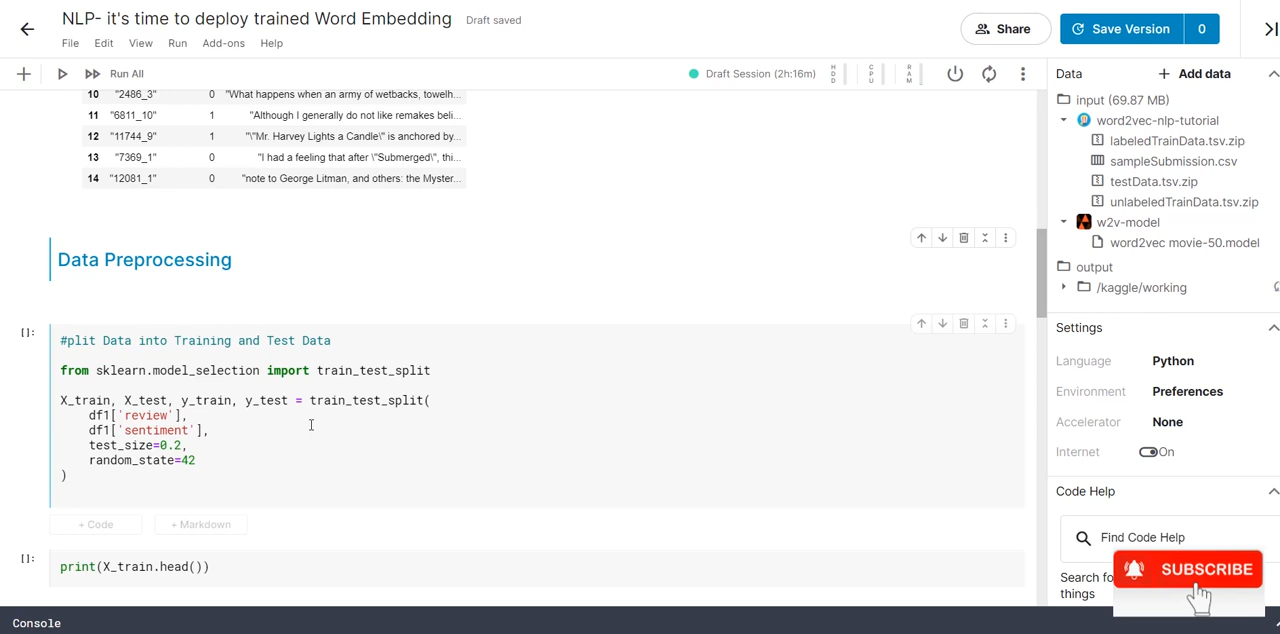 NLP- it's time to deploy trained Word Embedding Draft saved
File Edit View Run Add-ons Help
Share
Save Version 0
Run All
Draft Session (2h:16m) HDD CPU RAM
10 "2486_3" 0 "What happens when an army of wetbacks, towelh...
11 "6811_10" 1 "Although I generally do not like remakes beli...
12 "11744_9" 1 "\"Mr. Harvey Lights a Candle\" is anchored by...
13 "7369_1" 0 "I had a feeling that after \"Submerged\", thi...
14 "12081_1" 0 "note to George Litman, and others: the Myster...
Data Preprocessing
[]:
#plit Data into Training and Test Data
from sklearn.model_selection import train_test_split
X_train, X_test, y_train, y_test = train_test_split(
df1['review'],
df1['sentiment'],
test_size=0.2,
random_state=42
)
+ Code + Markdown
[]:
print(X_train.head())
Console
Data + Add data
input (69.87 MB)
word2vec-nlp-tutorial
labeledTrainData.tsv.zip
sampleSubmission.csv
testData.tsv.zip
unlabeledTrainData.tsv.zip
w2v-model
word2vec movie-50.model
output
/kaggle/working
Settings
Language Python
Environment Preferences
Accelerator None
Internet On
Code Help
Find Code Help
Search fo
things
SUBSCRIBE